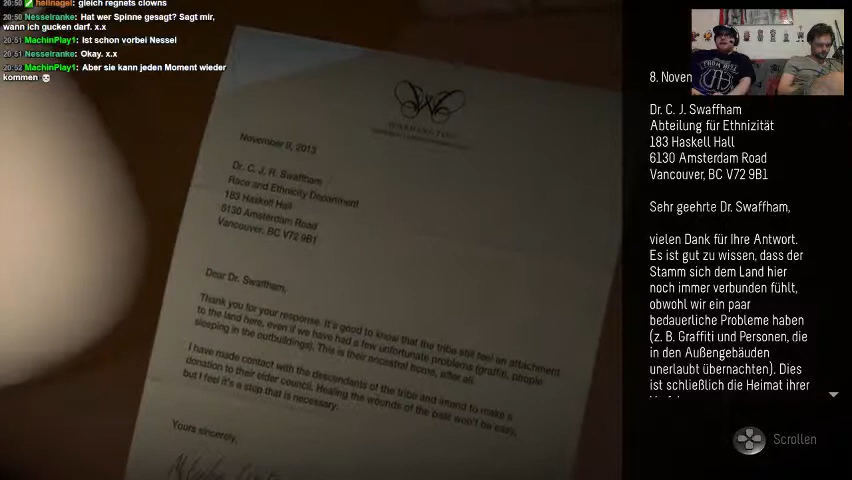 20:50 hellnagel: gleich regnets clowns
20:50 Nesselranke: Hat wer Spinne gesagt? Sagt mir,
wann ich gucken darf. x.x
20:51 MachinPlay1: Ist schon vorbei Nessel
20:51 Nesselranke: Okay. x.x
20:52 MachinPlay1: Aber sie kann jeden Moment wieder
kommen
WASHINGTON
November 9, 2013
Dr. C. J. R. Swaffham
Race and Ethnicity Department
183 Haskell Hall
6130 Amsterdam Road
Vancouver, BC V72 9B1
Dear Dr. Swaffham,
Thank you for your response. It's good to know that the tribe still feel an attachment
to the land here, even if we have had a few unfortunate problems (graffiti, people
sleeping in the outbuildings). This is their ancestral home, after all.
I have made contact with the descendants of the tribe and intend to make a
donation to their elder council. Healing the wounds of the past won't be easy,
but I feel it's a step that is necessary.
Yours sincerely,
8. Noven
Dr. C. J. Swaffham
Abteilung für Ethnizität
183 Haskell Hall
6130 Amsterdam Road
Vancouver, BC V72 9B1
Sehr geehrte Dr. Swaffham,
vielen Dank für Ihre Antwort.
Es ist gut zu wissen, dass der
Stamm sich dem Land hier
noch immer verbunden fühlt,
obwohl wir ein paar
bedauerliche Probleme haben
(z. B. Graffiti und Personen, die
in den Außengebäuden
unerlaubt übernachten). Dies
ist schließlich die Heimat ihrer
Scrollen